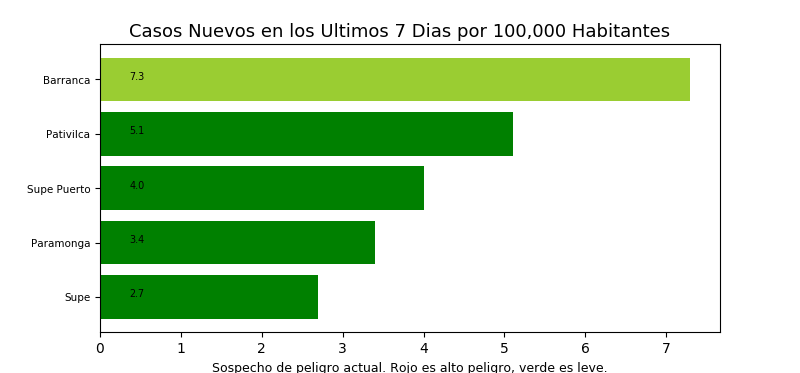 Casos Nuevos en los Ultimos 7 Dias por 100,000 Habitantes
Barranca 7.3
Pativilca 5.1
Supe Puerto 4.0
Paramonga 3.4
Supe 2.7
0 1 2 3 4 5 6 7
Sospecho de peligro actual. Rojo es alto peligro, verde es leve.